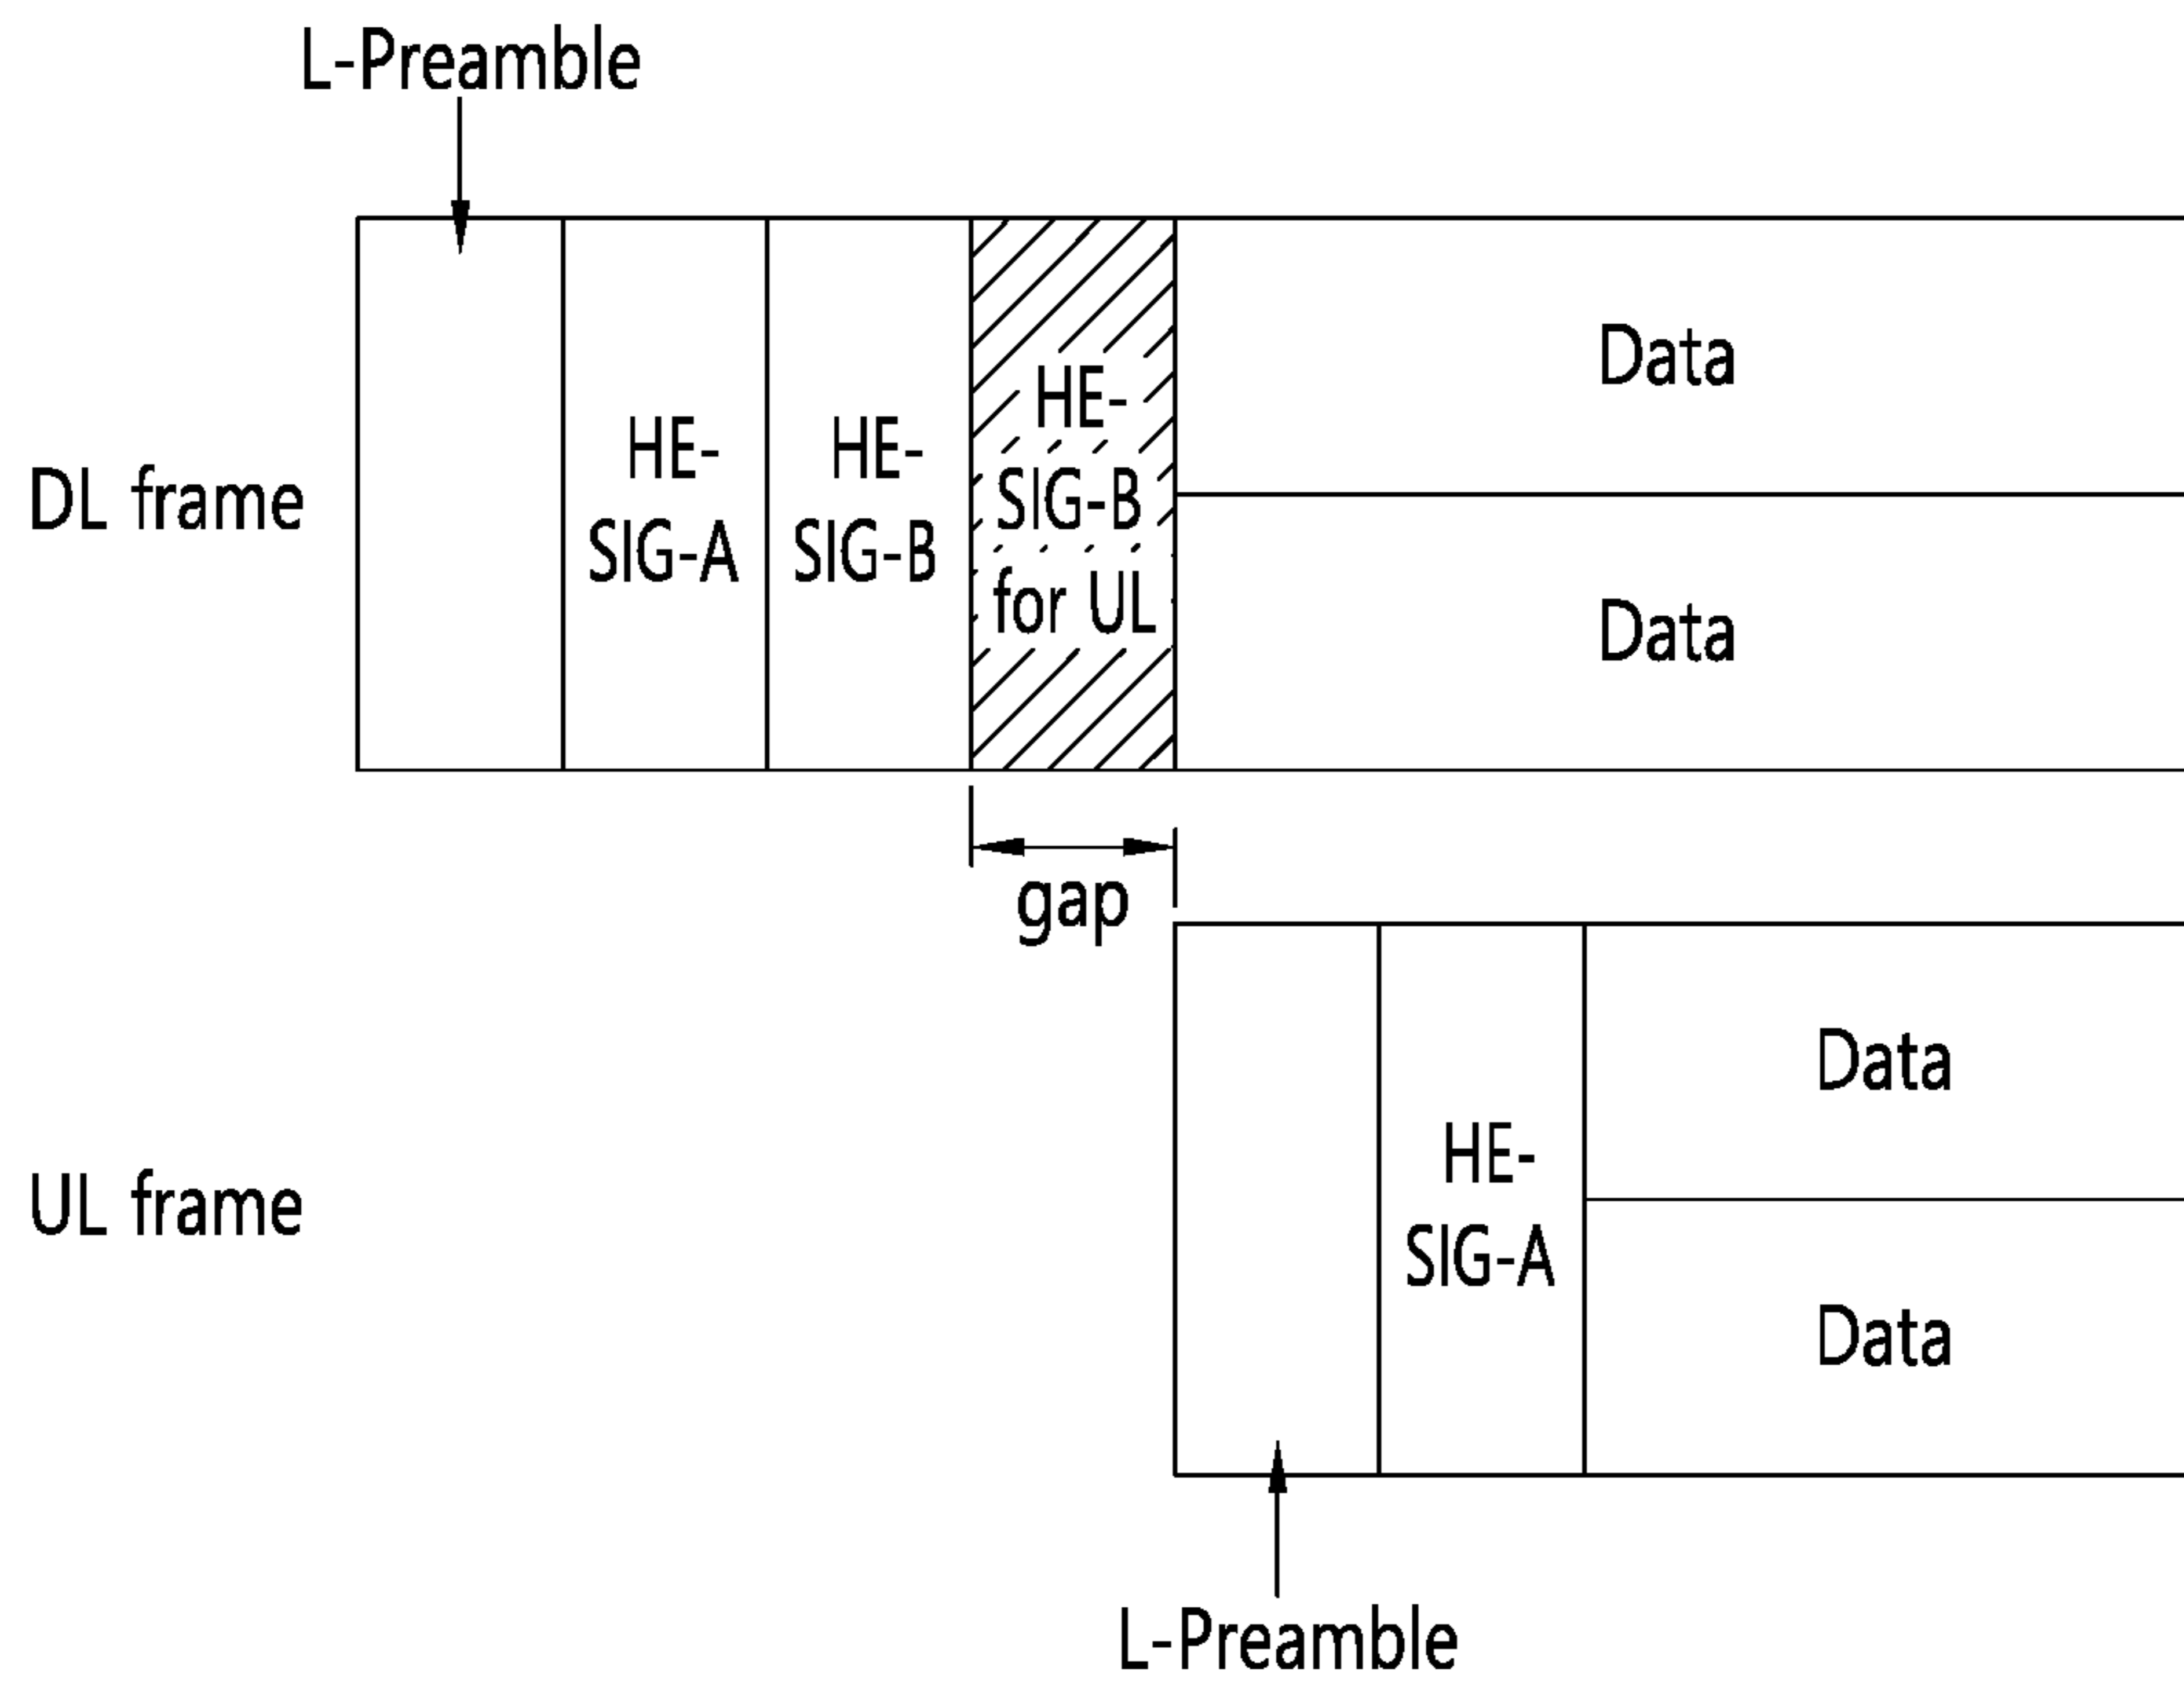 L-Preamble
DL frame
HE-
SIG-A
HE-
SIG-B
HE-
SIG-B
for UL
Data
Data
gap
UL frame
HE-
SIG-A
Data
Data
L-Preamble